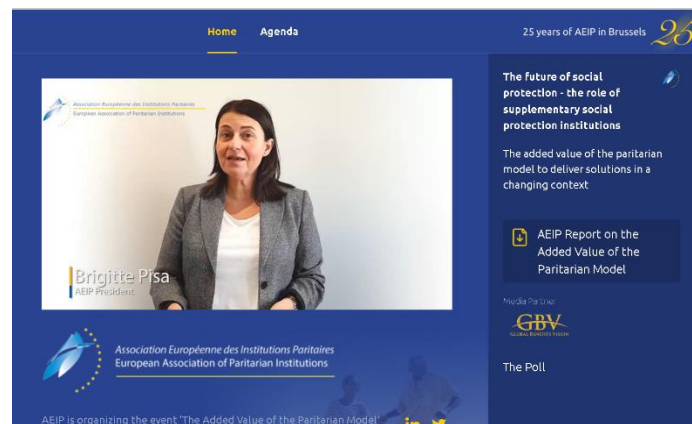 Home Agenda
25 years of AEIP in Brussels 25
Association Européenne des Institutions Paritaires
European Association of Paritarian Institutions
Brigitte Pisa
AEIP President
The future of social
protection - the role of
supplementary social
protection institutions
The added value of the paritarian
model to deliver solutions in a
changing context
AEIP Report on the
Added Value of the
Paritarian Model
Media Partner
GBV
GLOBAL BENEFITS VISION
The Poll
Association Européenne des Institutions Paritaires
European Association of Paritarian Institutions
AEIP is organizing the event 'The Added Value of the Paritarian Model'